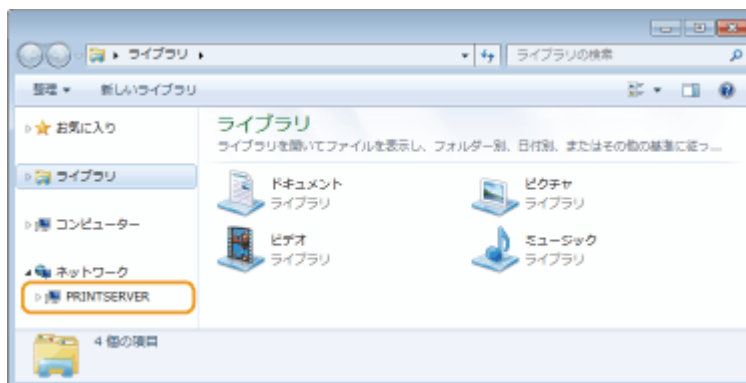 ライブラリ
ライブラリの検索
整理
新しいライブラリ
お気に入り
ライブラリ
コンピューター
ネットワーク
PRINTSERVER
ライブラリ
ライブラリを開いてファイルを表示し、フォルダー別、日付別、またはその他の基準に従っ...
ドキュメント
ライブラリ
ピクチャ
ライブラリ
ビデオ
ライブラリ
ミュージック
ライブラリ
4 個の項目